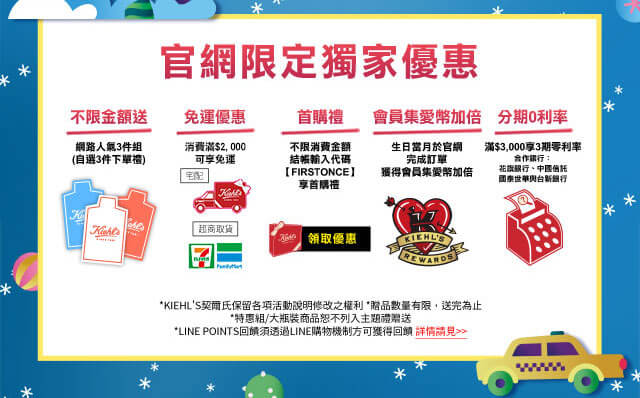 官網限定獨家優惠
不限金額送
網路人氣3件組
(自選3件下單禮)
Kiehl's
Kiehl's
免運優惠
消費滿$2,000
可享免運
宅配
Kiehl's
超商取貨
7-ELEVEN
FamilyMart
首購禮
不限消費金額
結帳輸入代碼
【FIRSTONCE】
享首購禮
Kiehl's
領取優惠
會員集愛幣加倍
生日當月於官網
完成訂單
獲得會員集愛幣加倍
KIEHL'S
REWARDS
分期0利率
滿$3,000享3期零利率
合作銀行：
花旗銀行、中國信託
國泰世華與台新銀行
*KIEHL'S契爾氏保留各項活動說明修改之權利 *贈品數量有限，送完為止
*特惠組/大瓶裝商品恕不列入主題禮贈送
*LINE POINTS回饋須透過LINE購物機制方可獲得回饋 詳情請見>>